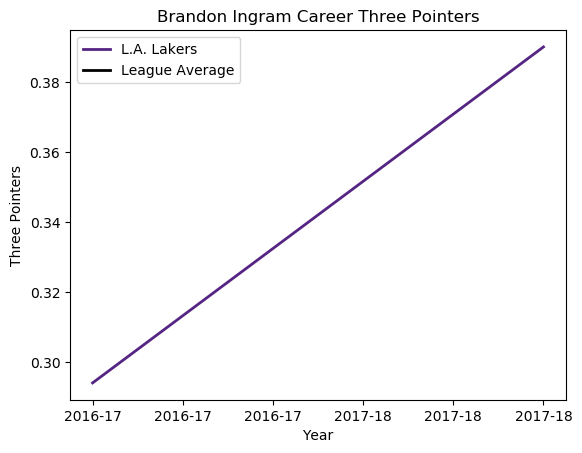 Brandon Ingram Career Three Pointers
L.A. Lakers
League Average
0.38
0.36
0.34
0.32
0.30
Three Pointers
2016-17 2016-17 2016-17 2017-18 2017-18 2017-18
Year